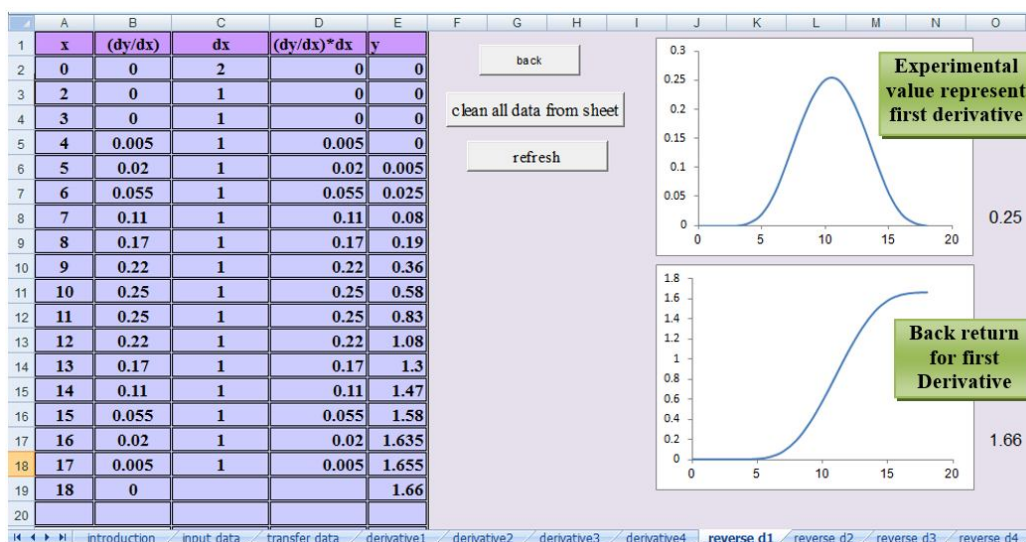 A B C D E F G H I J K L M N O
1 x (dy/dx) dx (dy/dx)*dx y
2 0 0 2 0 0
3 2 0 1 0 0
4 3 0 1 0 0
5 4 0.005 1 0.005 0
6 5 0.02 1 0.02 0.005
7 6 0.055 1 0.055 0.025
8 7 0.11 1 0.11 0.08
9 8 0.17 1 0.17 0.19
10 9 0.22 1 0.22 0.36
11 10 0.25 1 0.25 0.58
12 11 0.25 1 0.25 0.83
13 12 0.22 1 0.22 1.08
14 13 0.17 1 0.17 1.3
15 14 0.11 1 0.11 1.47
16 15 0.055 1 0.055 1.58
17 16 0.02 1 0.02 1.635
18 17 0.005 1 0.005 1.655
19 18 0 1.66
20
back
clean all data from sheet
refresh
0.3
0.25
0.2
0.15
0.1
0.05
0
0 5 10 15 20
Experimental
value represent
first derivative
0.25
1.8
1.6
1.4
1.2
1
0.8
0.6
0.4
0.2
0
0 5 10 15 20
Back return
for first
Derivative
1.66
introduction input data transfer data derivative1 derivative2 derivative3 derivative4 reverse d1 reverse d2 reverse d3 reverse d4